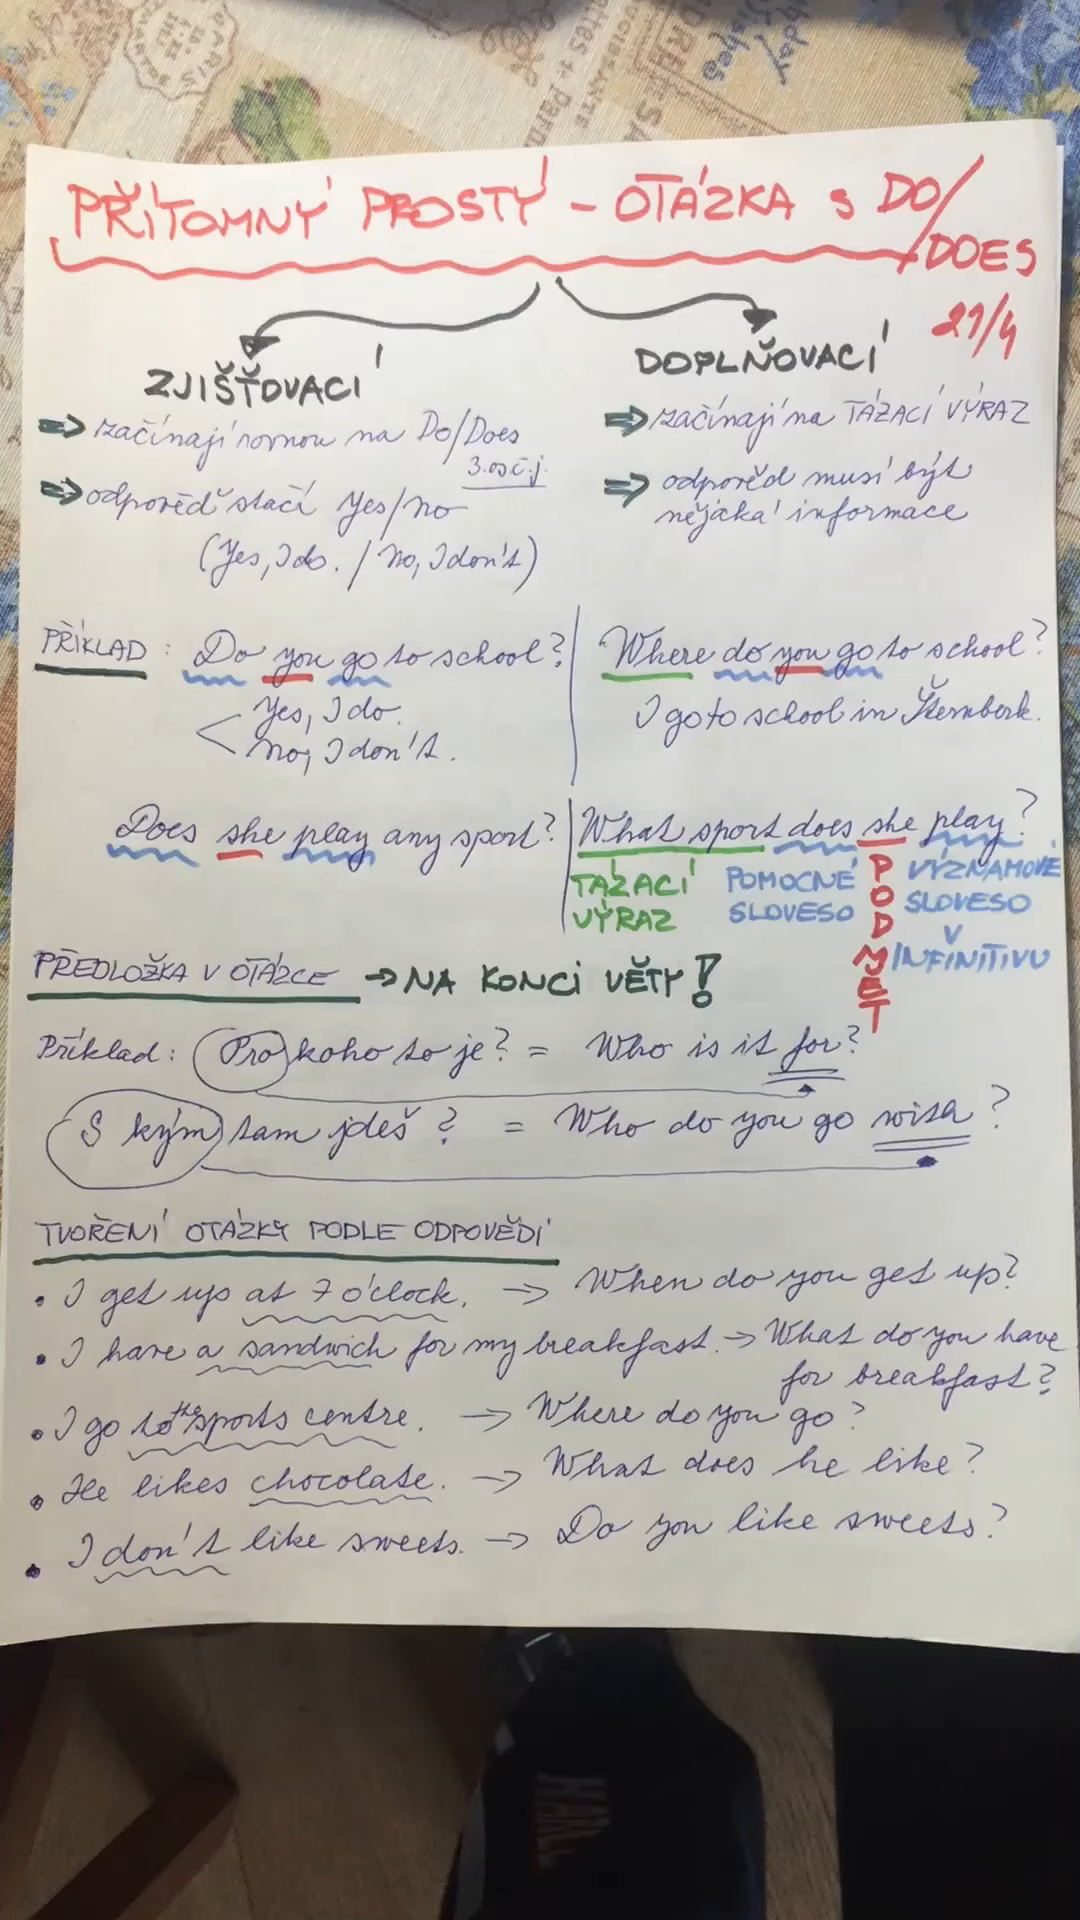 PŘÍTOMNÝ PROSTÝ - OTÁZKA s DO/
DOES
21/4
ZJIŠŤOVACÍ
⇒ začínají rovnou na Do/Does
3.os.č.j.
⇒ odpověď stačí Yes/no
(Yes, I do. / No, I don't)
DOPLŇOVACÍ
⇒ začínají na TÁZACÍ VÝRAZ
⇒ odpověd musí být
nějaká informace
PŘÍKLAD: Do you go to school?
Yes, I do.
No, I don't.
Where do you go to school?
I go to school in Šternberk.
Does she play any sport?
What sport does she play?
TÁZACÍ
VÝRAZ
POMOCNÉ
SLOVESO
PODMĚT
VÝZNAMOVÉ
SLOVESO
V
INFINITIVU
PŘEDLOŽKA V OTÁZCE → NA KONCI VĚTY!
Příklad: Pro koho to je? = Who is it for?
S kým tam jdeš? = Who do you go with?
TVOŘENÍ OTÁZKY PODLE ODPOVĚDI
• I get up at 7 o'clock. → When do you get up?
• I have a sandwich for my breakfast. → What do you have
for breakfast?
• I go to the sports centre. → Where do you go?
• He likes chocolate. → What does he like?
• I don't like sweets. → Do you like sweets?
PARIS